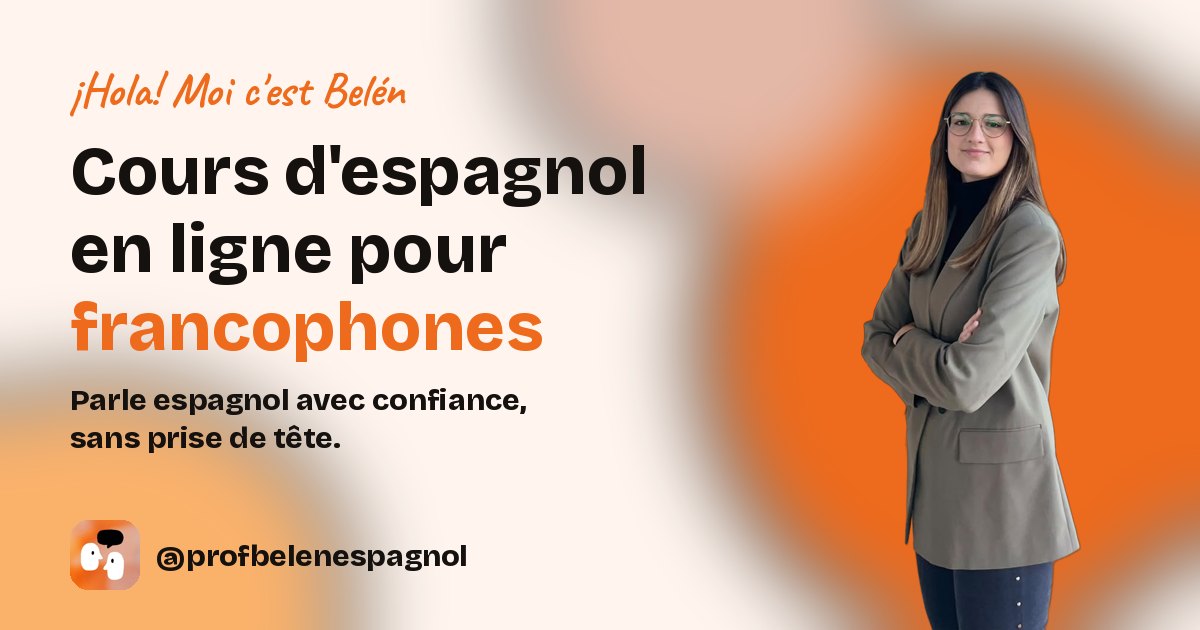 ¡Hola! Moi c'est Belén
Cours d'espagnol
en ligne pour
francophones
Parle espagnol avec confiance,
sans prise de tête.
@profbelenespagnol